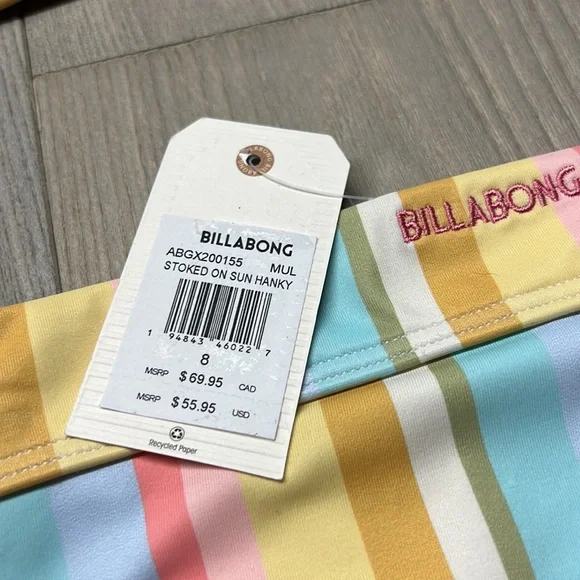 BILLABONG
ABGX200155 MUL
STOKED ON SUN HANKY
1 94843 46022 7
8
MSRP $69.95 CAD
MSRP $55.95 USD
Recycled Paper
BILLABONG